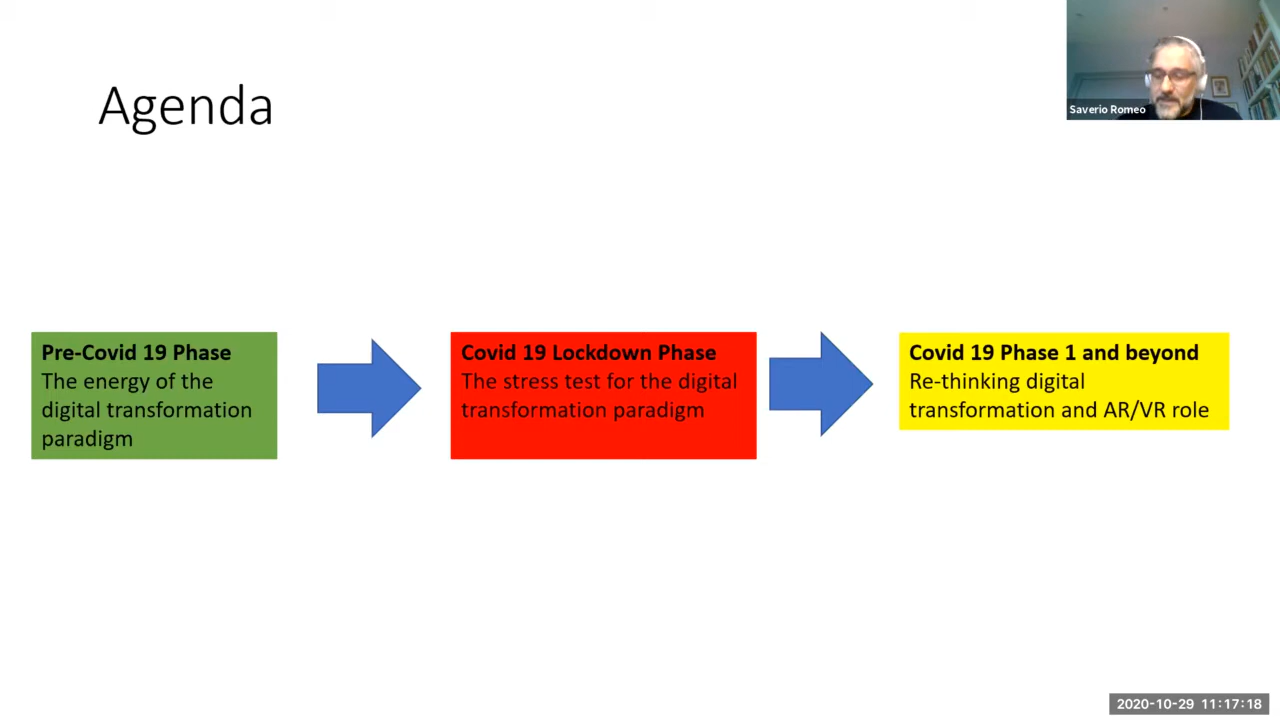 Agenda
Saverio Romeo
Pre-Covid 19 Phase
The energy of the
digital transformation
paradigm
Covid 19 Lockdown Phase
The stress test for the digital
transformation paradigm
Covid 19 Phase 1 and beyond
Re-thinking digital
transformation and AR/VR role
2020-10-29 11:17:18